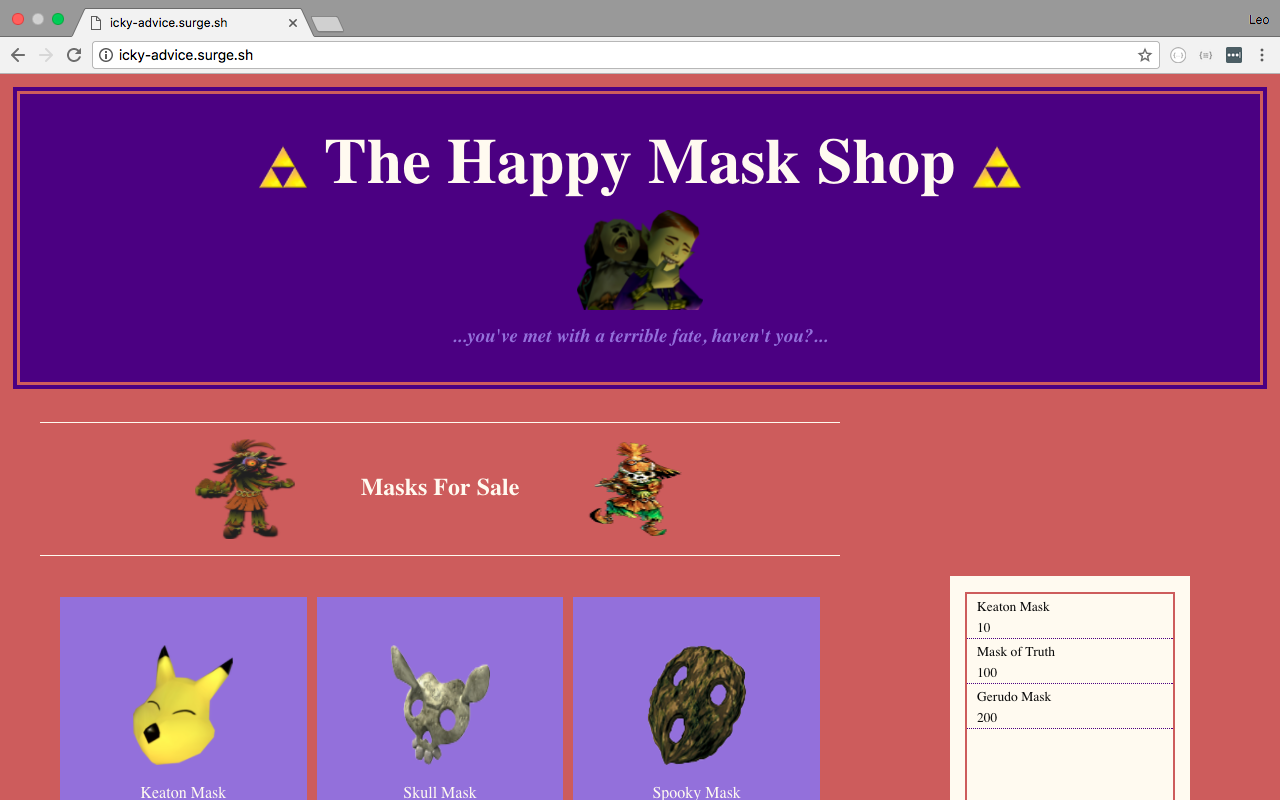 icky-advice.surge.sh
Leo
icky-advice.surge.sh
The Happy Mask Shop
...you've met with a terrible fate, haven't you?...
Masks For Sale
Keaton Mask
Skull Mask
Spooky Mask
Keaton Mask
10
Mask of Truth
100
Gerudo Mask
200